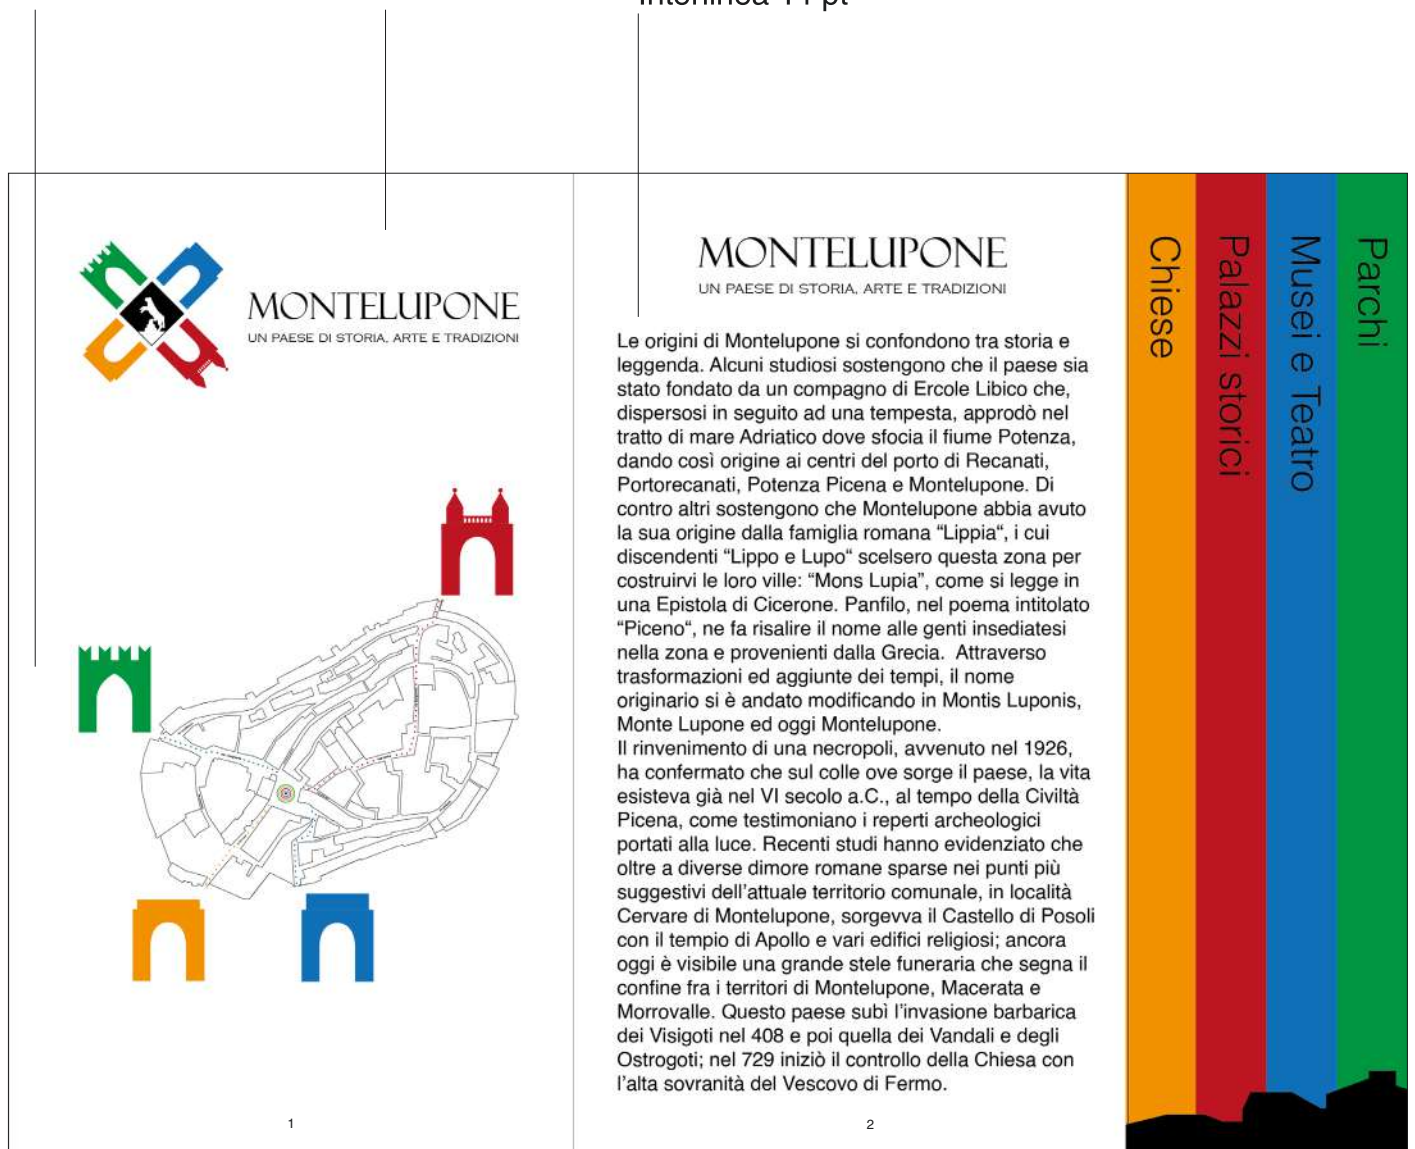 Interlinea 14 pt
MONTELUPONE
UN PAESE DI STORIA, ARTE E TRADIZIONI
1
MONTELUPONE
UN PAESE DI STORIA, ARTE E TRADIZIONI
Le origini di Montelupone si confondono tra storia e
leggenda. Alcuni studiosi sostengono che il paese sia
stato fondato da un compagno di Ercole Libico che,
dispersosi in seguito ad una tempesta, approdò nel
tratto di mare Adriatico dove sfocia il fiume Potenza,
dando così origine ai centri del porto di Recanati,
Portorecanati, Potenza Picena e Montelupone. Di
contro altri sostengono che Montelupone abbia avuto
la sua origine dalla famiglia romana “Lippia“, i cui
discendenti “Lippo e Lupo“ scelsero questa zona per
costruirvi le loro ville: “Mons Lupia”, come si legge in
una Epistola di Cicerone. Panfilo, nel poema intitolato
“Piceno“, ne fa risalire il nome alle genti insediatesi
nella zona e provenienti dalla Grecia.  Attraverso
trasformazioni ed aggiunte dei tempi, il nome
originario si è andato modificando in Montis Luponis,
Monte Lupone ed oggi Montelupone.
Il rinvenimento di una necropoli, avvenuto nel 1926,
ha confermato che sul colle ove sorge il paese, la vita
esisteva già nel VI secolo a.C., al tempo della Civiltà
Picena, come testimoniano i reperti archeologici
portati alla luce. Recenti studi hanno evidenziato che
oltre a diverse dimore romane sparse nei punti più
suggestivi dell’attuale territorio comunale, in località
Cervare di Montelupone, sorgevva il Castello di Posoli
con il tempio di Apollo e vari edifici religiosi; ancora
oggi è visibile una grande stele funeraria che segna il
confine fra i territori di Montelupone, Macerata e
Morrovalle. Questo paese subì l’invasione barbarica
dei Visigoti nel 408 e poi quella dei Vandali e degli
Ostrogoti; nel 729 iniziò il controllo della Chiesa con
l’alta sovranità del Vescovo di Fermo.
2
Chiese
Palazzi storici
Musei e Teatro
Parchi